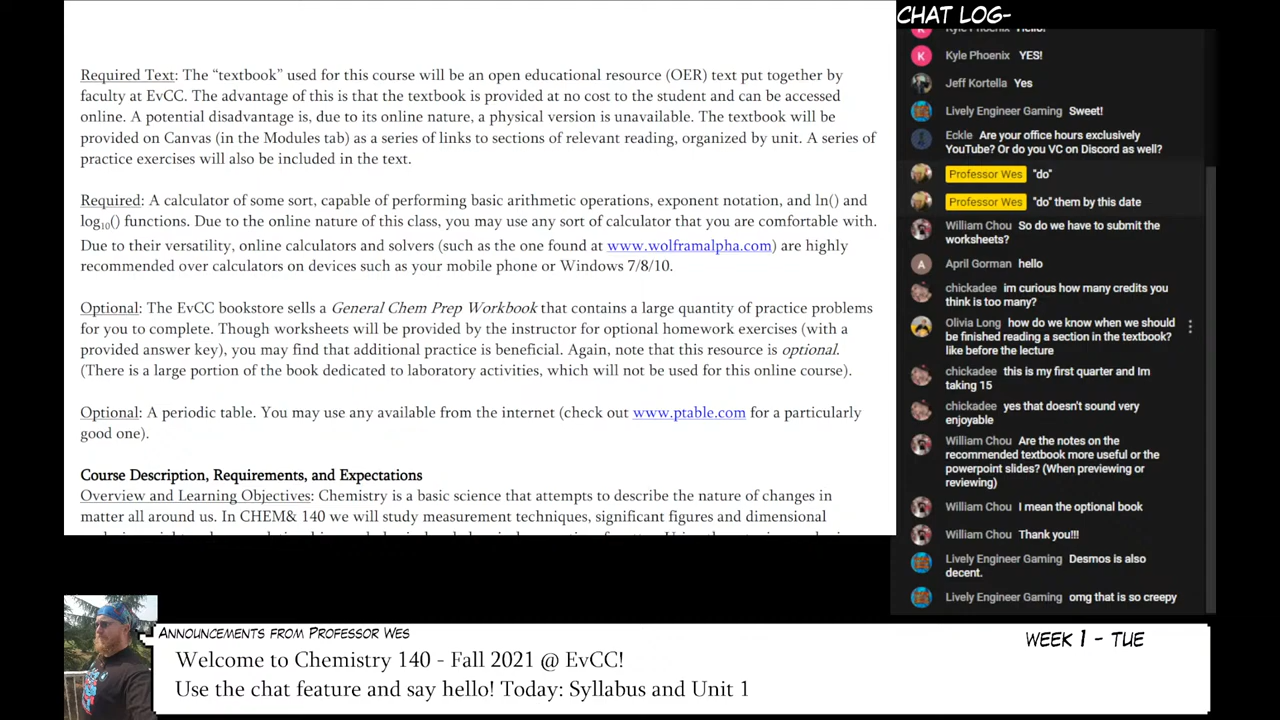 CHAT LOG-
Required Text: The “textbook” used for this course will be an open educational resource (OER) text put together by
faculty at EvCC. The advantage of this is that the textbook is provided at no cost to the student and can be accessed
online. A potential disadvantage is, due to its online nature, a physical version is unavailable. The textbook will be
provided on Canvas (in the Modules tab) as a series of links to sections of relevant reading, organized by unit. A series of
practice exercises will also be included in the text.
Required: A calculator of some sort, capable of performing basic arithmetic operations, exponent notation, and ln() and
log10() functions. Due to the online nature of this class, you may use any sort of calculator that you are comfortable with.
Due to their versatility, online calculators and solvers (such as the one found at www.wolframalpha.com) are highly
recommended over calculators on devices such as your mobile phone or Windows 7/8/10.
Optional: The EvCC bookstore sells a General Chem Prep Workbook that contains a large quantity of practice problems
for you to complete. Though worksheets will be provided by the instructor for optional homework exercises (with a
provided answer key), you may find that additional practice is beneficial. Again, note that this resource is optional.
(There is a large portion of the book dedicated to laboratory activities, which will not be used for this online course).
Optional: A periodic table. You may use any available from the internet (check out www.ptable.com for a particularly
good one).
Course Description, Requirements, and Expectations
Overview and Learning Objectives: Chemistry is a basic science that attempts to describe the nature of changes in
matter all around us. In CHEM& 140 we will study measurement techniques, significant figures and dimensional
Kyle Phoenix Hello!
K
Kyle Phoenix YES!
Jeff Kortella Yes
Lively Engineer Gaming Sweet!
Eckle Are your office hours exclusively
YouTube? Or do you VC on Discord as well?
Professor Wes "do"
Professor Wes "do" them by this date
William Chou So do we have to submit the
worksheets?
A
April Gorman hello
chickadee im curious how many credits you
think is too many?
Olivia Long how do we know when we should
be finished reading a section in the textbook?
like before the lecture
chickadee this is my first quarter and Im
taking 15
chickadee yes that doesn't sound very
enjoyable
William Chou Are the notes on the
recommended textbook more useful or the
powerpoint slides? (When previewing or
reviewing)
William Chou I mean the optional book
William Chou Thank you!!!
Lively Engineer Gaming Desmos is also
decent.
Lively Engineer Gaming omg that is so creepy
Announcements from Professor Wes
WEEK 1 - TUE
Welcome to Chemistry 140 - Fall 2021 @ EvCC!
Use the chat feature and say hello! Today: Syllabus and Unit 1